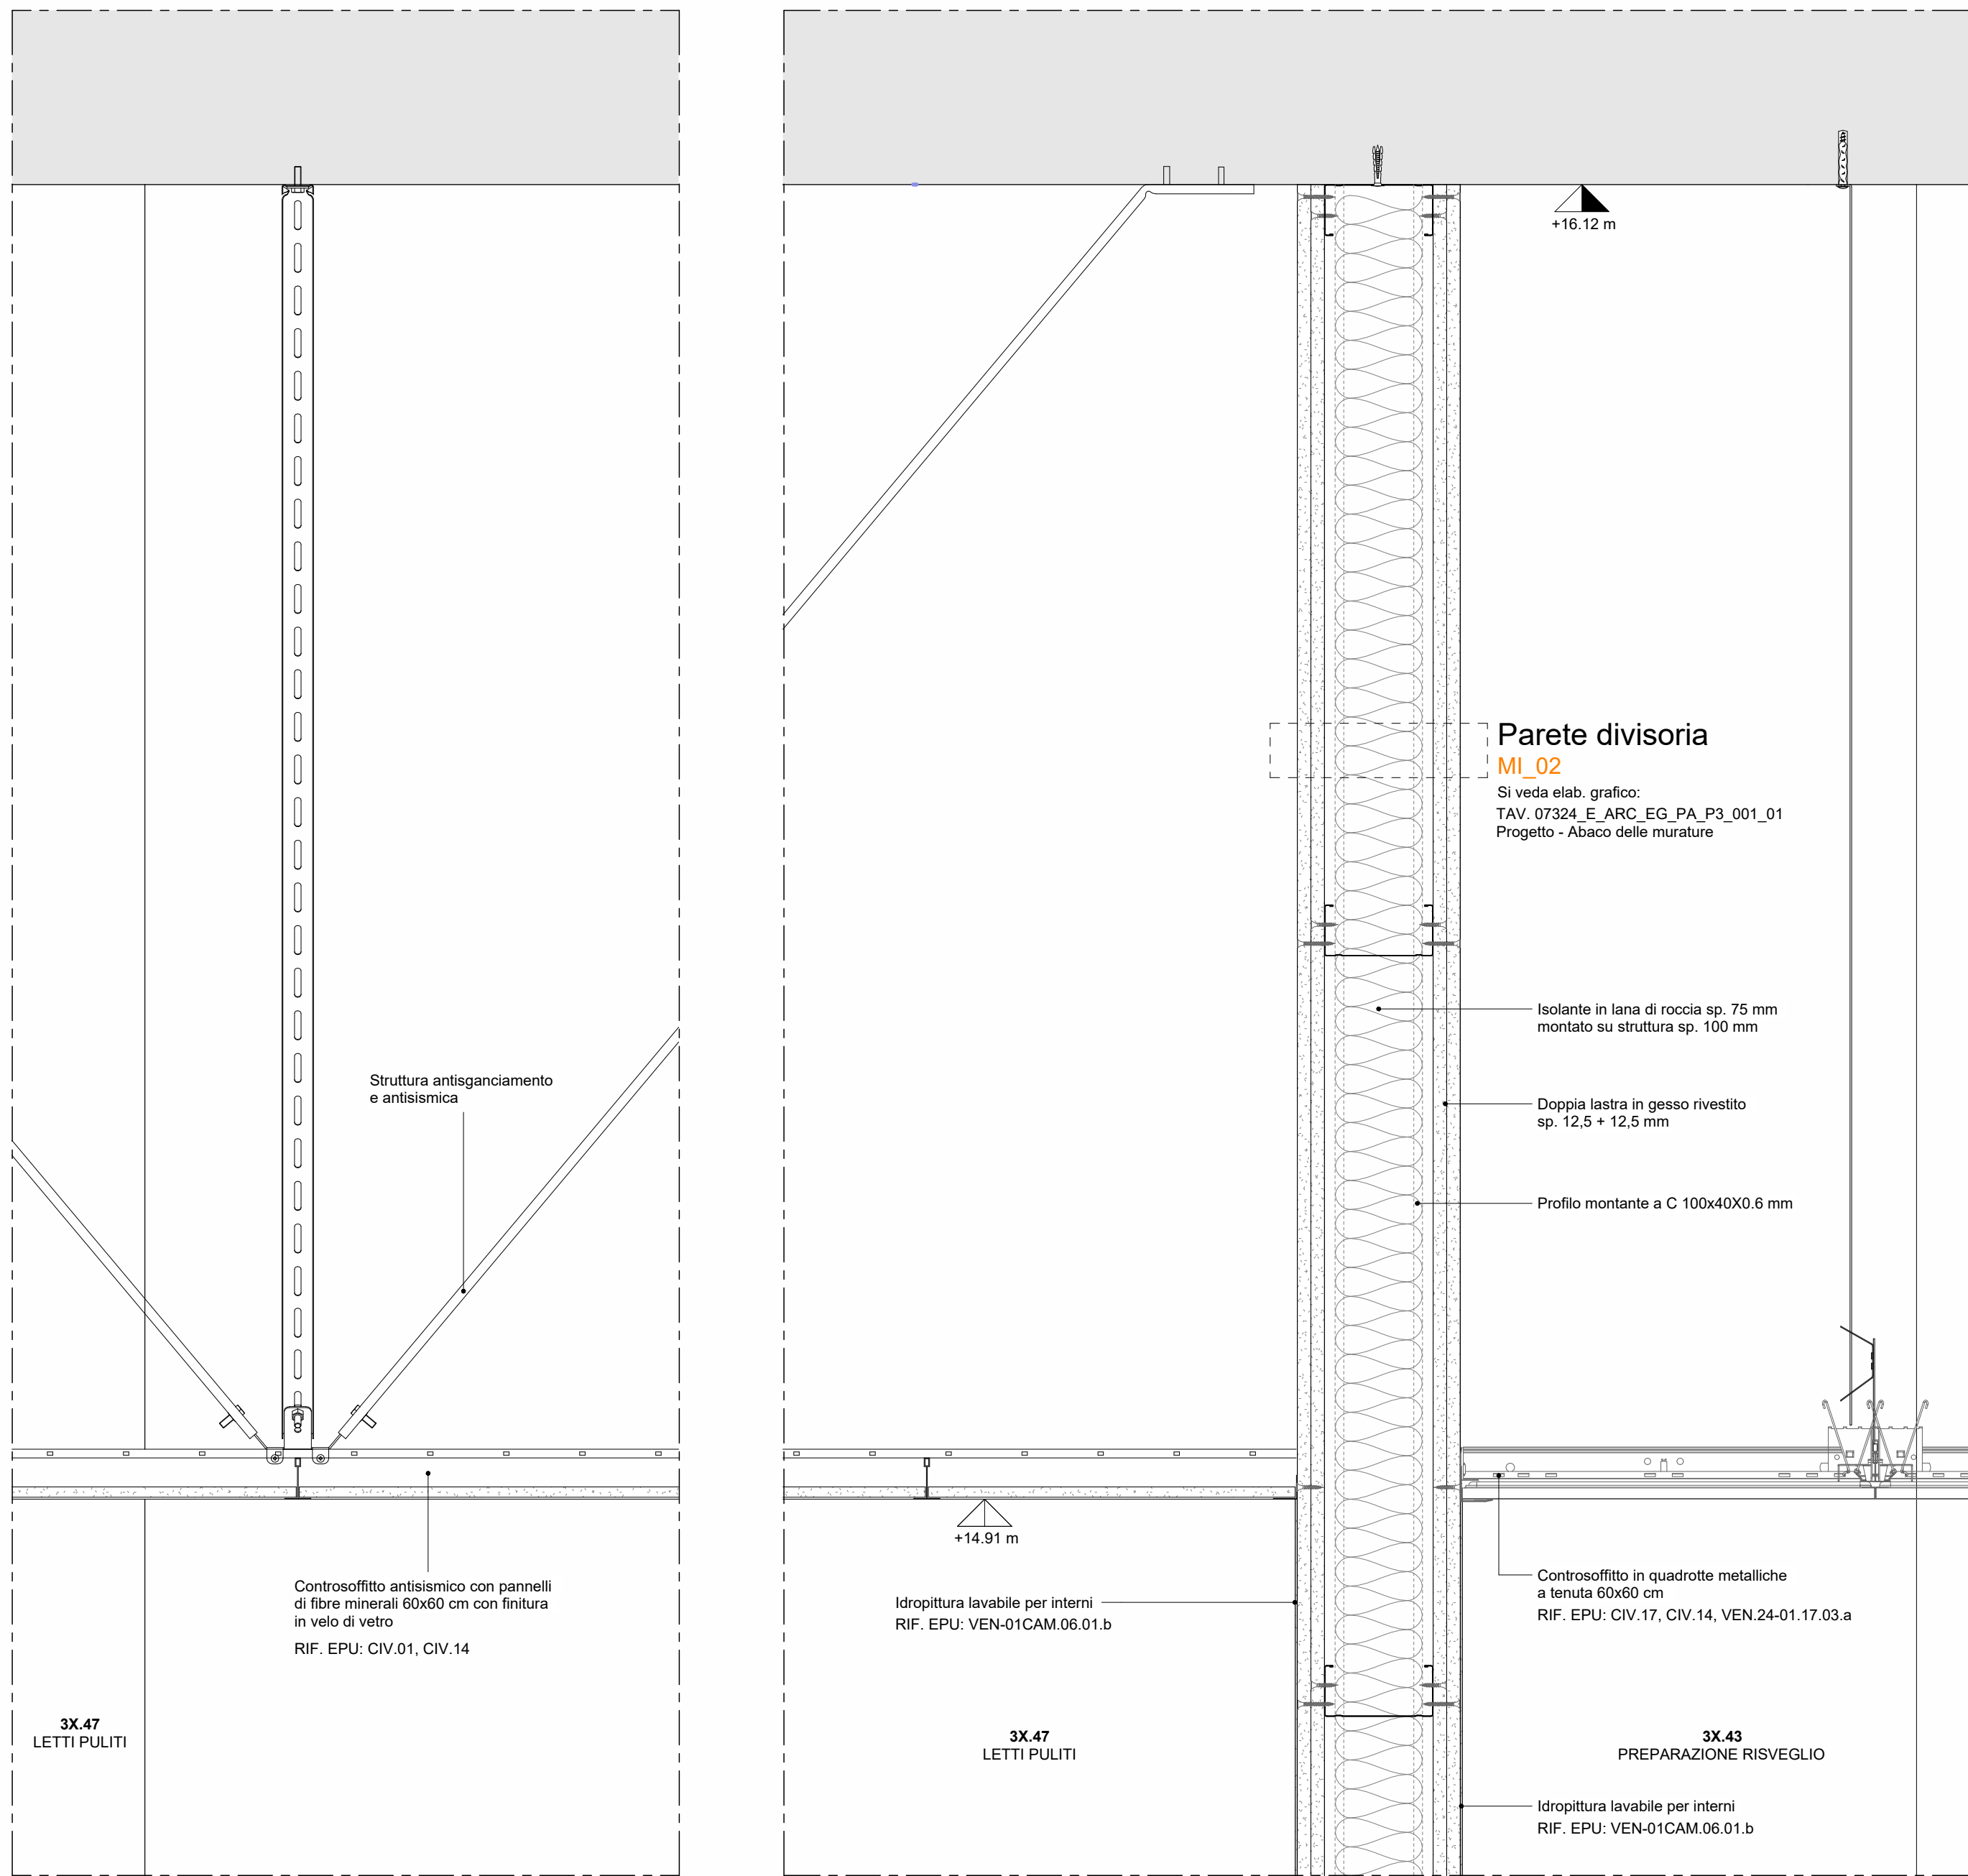 +16.12 m
Parete divisoria
MI_02
Si veda elab. grafico:
TAV. 07324_E_ARC_EG_PA_P3_001_01
Progetto - Abaco delle murature
Isolante in lana di roccia sp. 75 mm
montato su struttura sp. 100 mm
Struttura antisganciamento
e antisismica
Doppia lastra in gesso rivestito
sp. 12,5 + 12,5 mm
Profilo montante a C 100x40X0.6 mm
+14.91 m
Controsoffitto antisismico con pannelli
di fibre minerali 60x60 cm con finitura
in velo di vetro
RIF. EPU: CIV.01, CIV.14
Idropittura lavabile per interni
RIF. EPU: VEN-01CAM.06.01.b
Controsoffitto in quadrotte metalliche
a tenuta 60x60 cm
RIF. EPU: CIV.17, CIV.14, VEN.24-01.17.03.a
3X.47
LETTI PULITI
3X.47
LETTI PULITI
3X.43
PREPARAZIONE RISVEGLIO
Idropittura lavabile per interni
RIF. EPU: VEN-01CAM.06.01.b